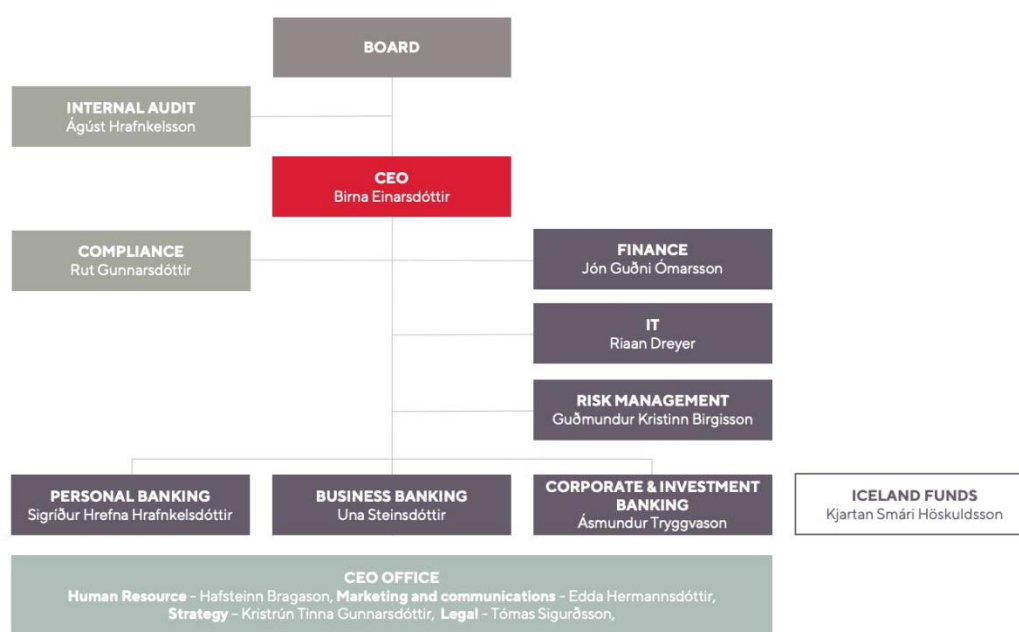 BOARD
INTERNAL AUDIT
Ágúst Hrafnkelsson
CEO
Birna Einarsdóttir
COMPLIANCE
Rut Gunnarsdóttir
FINANCE
Jón Guðni Ómarsson
IT
Riaan Dreyer
RISK MANAGEMENT
Guðmundur Kristinn Birgisson
PERSONAL BANKING
Sigríður Hrefna Hrafnkelsdóttir
BUSINESS BANKING
Una Steinsdóttir
CORPORATE & INVESTMENT
BANKING
Ásmundur Tryggvason
ICELAND FUNDS
Kjartan Smári Höskuldsson
CEO OFFICE
Human Resource - Hafsteinn Bragason, Marketing and communications - Edda Hermannsdóttir,
Strategy – Kristrún Tinna Gunnarsdóttir, Legal - Tómas Sigurðsson,